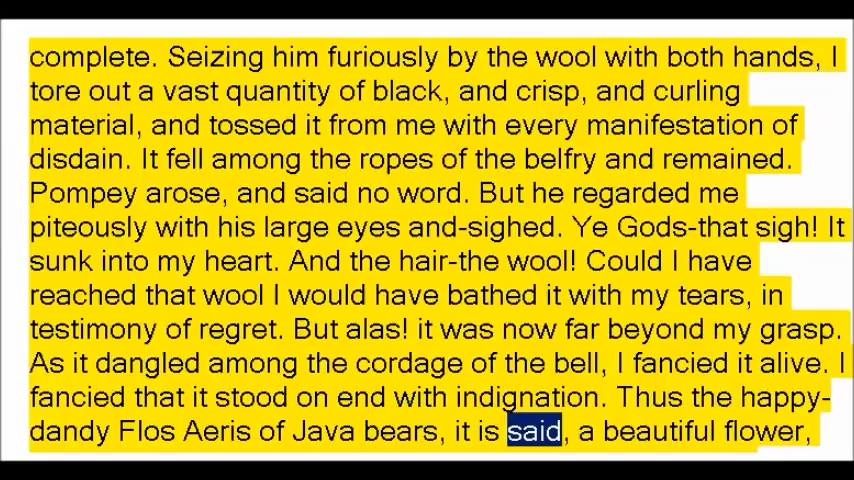 complete. Seizing him furiously by the wool with both hands, I
tore out a vast quantity of black, and crisp, and curling
material, and tossed it from me with every manifestation of
disdain. It fell among the ropes of the belfry and remained.
Pompey arose, and said no word. But he regarded me
piteously with his large eyes and-sighed. Ye Gods-that sigh! It
sunk into my heart. And the hair-the wool! Could I have
reached that wool I would have bathed it with my tears, in
testimony of regret. But alas! it was now far beyond my grasp.
As it dangled among the cordage of the bell, I fancied it alive. I
fancied that it stood on end with indignation. Thus the happy-
dandy Flos Aeris of Java bears, it is said, a beautiful flower,